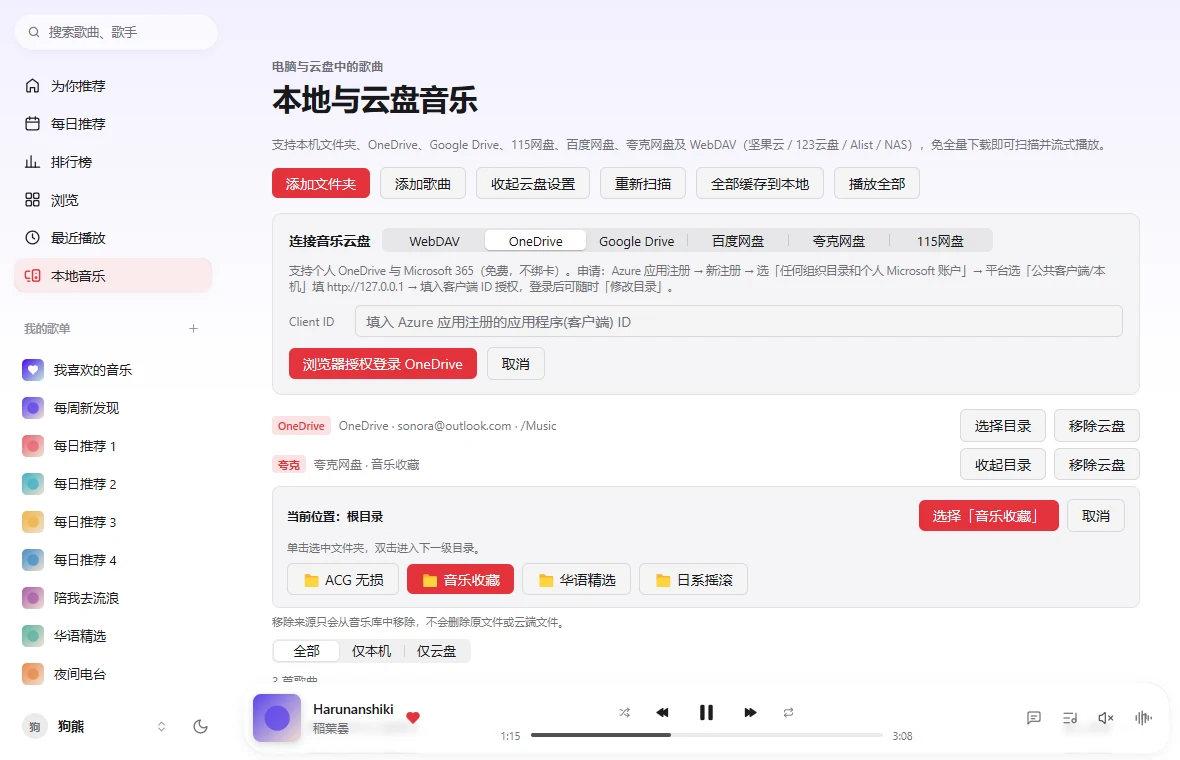 搜索歌曲、歌手
为你推荐
每日推荐
排行榜
浏览
最近播放
本地音乐
我的歌单
我喜欢的音乐
每周新发现
每日推荐 1
每日推荐 2
每日推荐 3
每日推荐 4
陪我去流浪
华语精选
夜间电台
狗 狗熊
电脑与云盘中的歌曲
本地与云盘音乐
支持本机文件夹、OneDrive、Google Drive、115网盘、百度网盘、夸克网盘及 WebDAV（坚果云 / 123云盘 / Alist / NAS），免全量下载即可扫描并流式播放。
添加文件夹 添加歌曲 收起云盘设置 重新扫描 全部缓存到本地 播放全部
连接音乐云盘 WebDAV OneDrive Google Drive 百度网盘 夸克网盘 115网盘
支持个人 OneDrive 与 Microsoft 365（免费，不绑卡）。申请：Azure 应用注册 → 新注册 → 选「任何组织目录和个人 Microsoft 账户」→ 平台选「公共客户端/本
机」填 http://127.0.0.1 → 填入客户端 ID 授权，登录后可随时「修改目录」。
Client ID 填入 Azure 应用注册的应用程序(客户端) ID
浏览器授权登录 OneDrive 取消
OneDrive OneDrive · sonora@outlook.com · /Music 选择目录 移除云盘
夸克 夸克网盘 · 音乐收藏 收起目录 移除云盘
当前位置：根目录 选择「音乐收藏」 取消
单击选中文件夹，双击进入下一级目录。
ACG 无损 音乐收藏 华语精选 日系摇滚
移除来源只会从音乐库中移除，不会删除原文件或云端文件。
全部 仅本机 仅云盘
Harunanshiki
稲葉曇
1:15 3:08